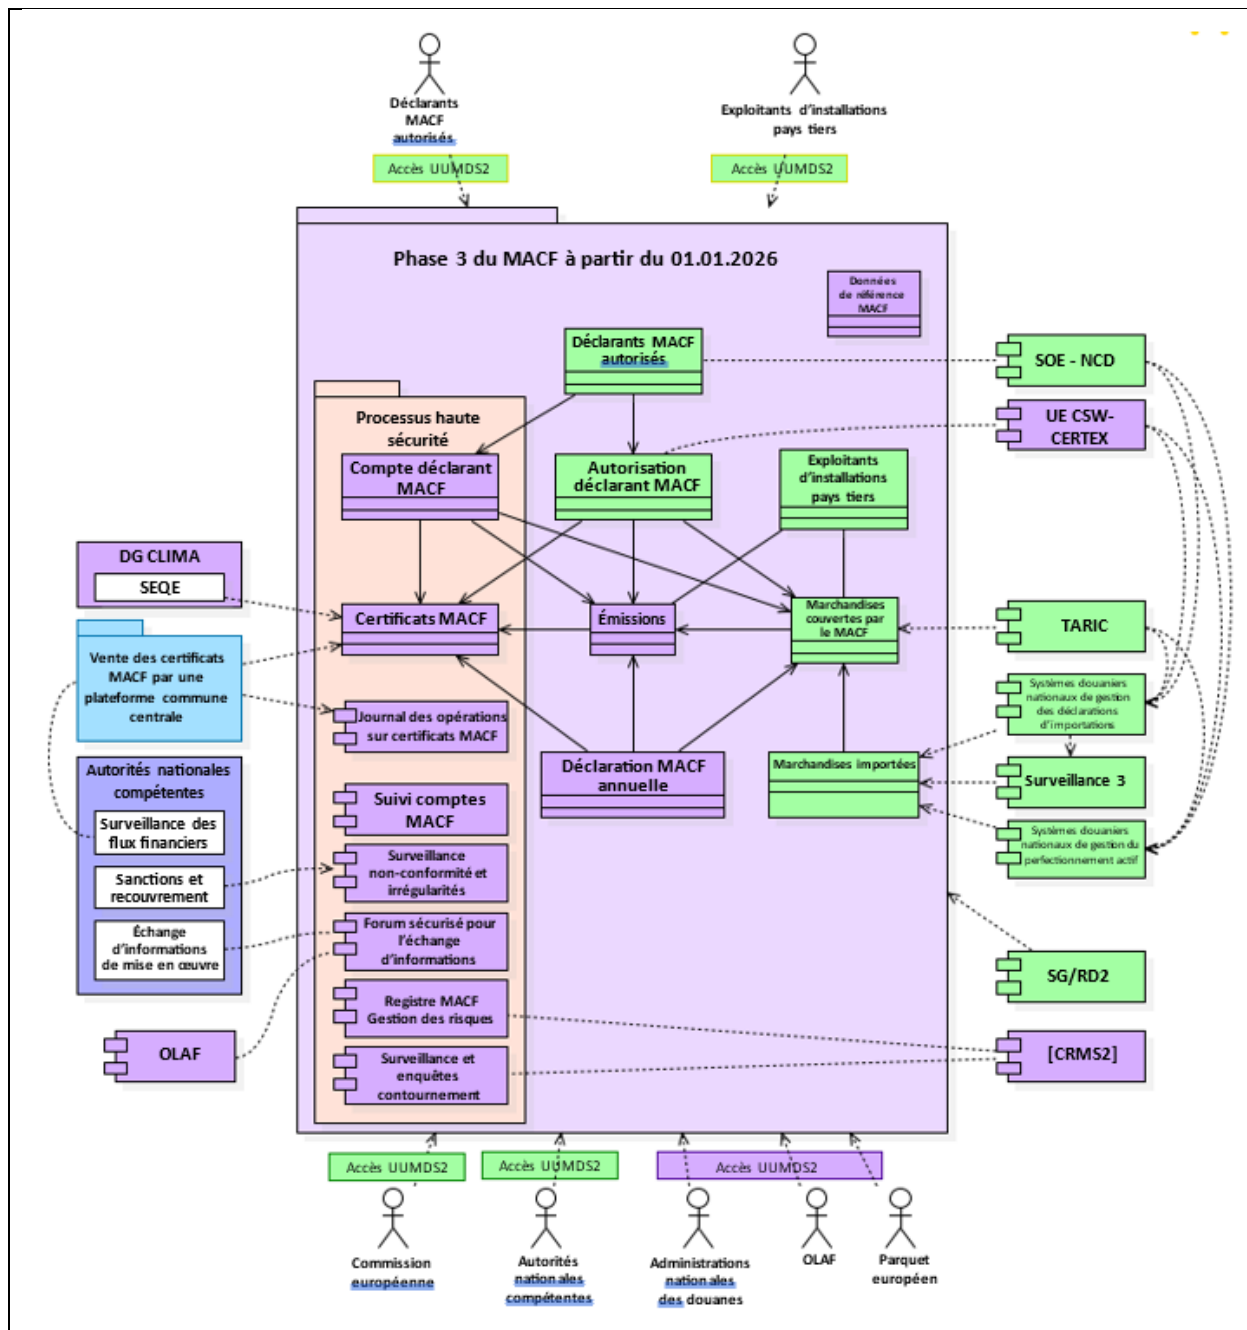 Déclarants
MACF
autorisés
Exploitants d'installations
pays tiers
Accès UUMDS2
Accès UUMDS2
Phase 3 du MACF à partir du 01.01.2026
Données
de référence
MACF
Déclarants MACF
autorisés
SOE - NCD
Processus haute
sécurité
UE CSW-
CERTEX
Compte déclarant
MACF
Autorisation
déclarant MACF
Exploitants
d'installations
pays tiers
DG CLIMA
SEQE
Certificats MACF
Émissions
Marchandises
couvertes par
le MACF
TARIC
Vente des certificats
MACF par une
plateforme commune
centrale
Systèmes douaniers
nationaux de gestion
des déclarations
d'importations
Journal des opérations
sur certificats MACF
Déclaration MACF
annuelle
Marchandises importées
Surveillance 3
Autorités nationales
compétentes
Surveillance des
flux financiers
Sanctions et
recouvrement
Échange
d'informations
de mise en œuvre
Suivi comptes
MACF
Surveillance
non-conformité et
irrégularités
Systèmes douaniers
nationaux de gestion du
perfectionnement actif
Forum sécurisé pour
l'échange
d'informations
SG/RD2
Registre MACF
Gestion des risques
OLAF
Surveillance et
enquêtes
contournement
[CRMS2]
Accès UUMDS2
Accès UUMDS2
Accès UUMDS2
Commission
européenne
Autorités
nationales
compétentes
Administrations
nationales
des douanes
OLAF
Parquet
européen